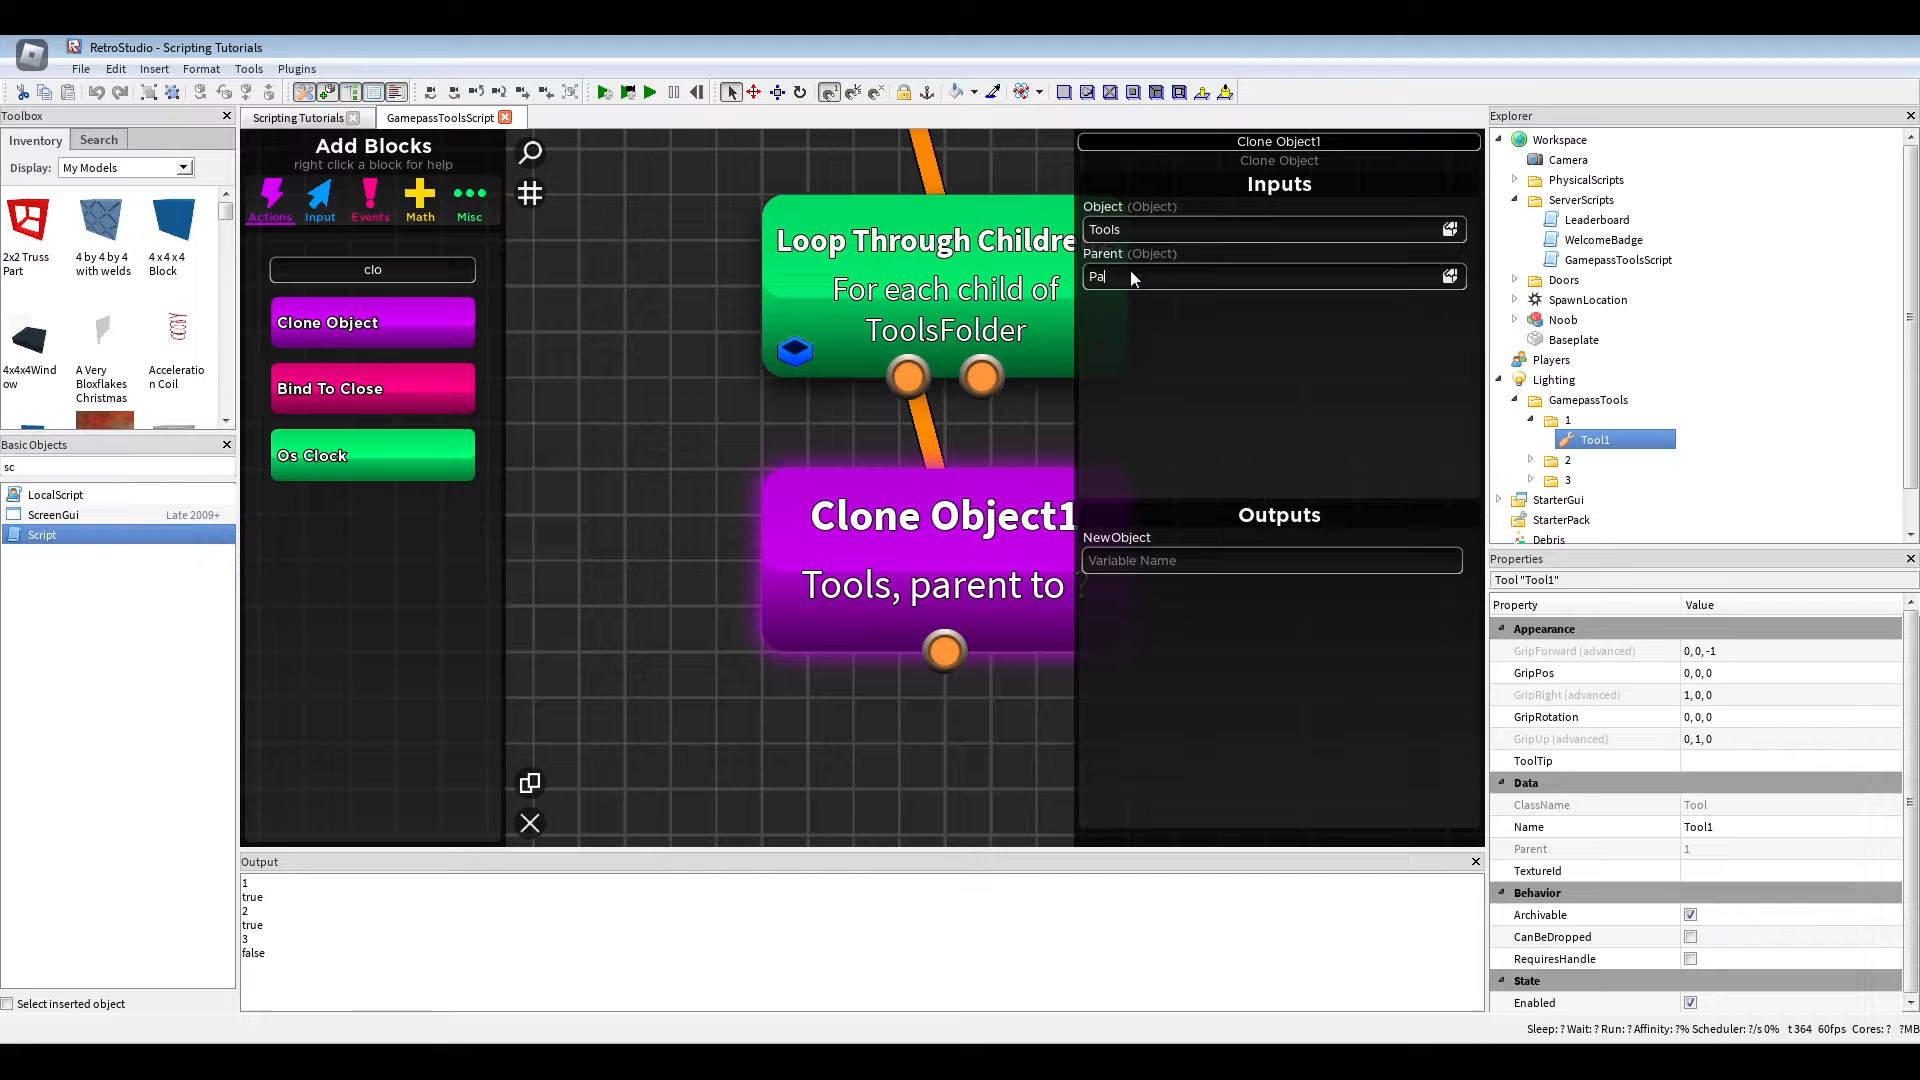 RetroStudio - Scripting Tutorials
File Edit Insert Format Tools Plugins
Toolbox
Inventory Search
Display: My Models
2x2 Truss Part
4 by 4 by 4 with welds
4 x 4 x 4 Block
4x4x4Window
A Very Bloxflakes Christmas
Acceleration Coil
Basic Objects
sc
LocalScript
ScreenGui Late 2009+
Script
Select inserted object
Scripting Tutorials
GamepassToolsScript
Add Blocks
right click a block for help
Actions Input Events Math Misc
clo
Clone Object
Bind To Close
Os Clock
Loop Through Childre
For each child of
ToolsFolder
Clone Object1
Tools, parent to ?
Clone Object1
Clone Object
Inputs
Object (Object)
Tools
Parent (Object)
Pa
Outputs
NewObject
Variable Name
Output
1
true
2
true
3
false
Explorer
Workspace
Camera
PhysicalScripts
ServerScripts
Leaderboard
WelcomeBadge
GamepassToolsScript
Doors
SpawnLocation
Noob
Baseplate
Players
Lighting
GamepassTools
1
Tool1
2
3
StarterGui
StarterPack
Debris
Properties
Tool "Tool1"
Property Value
Appearance
GripForward (advanced) 0, 0, -1
GripPos 0, 0, 0
GripRight (advanced) 1, 0, 0
GripRotation 0, 0, 0
GripUp (advanced) 0, 1, 0
ToolTip
Data
ClassName Tool
Name Tool1
Parent 1
TextureId
Behavior
Archivable
CanBeDropped
RequiresHandle
State
Enabled
Sleep: ? Wait: ? Run: ? Affinity: ?% Scheduler: ?/s 0% t 364 60fps Cores: ? ?MB